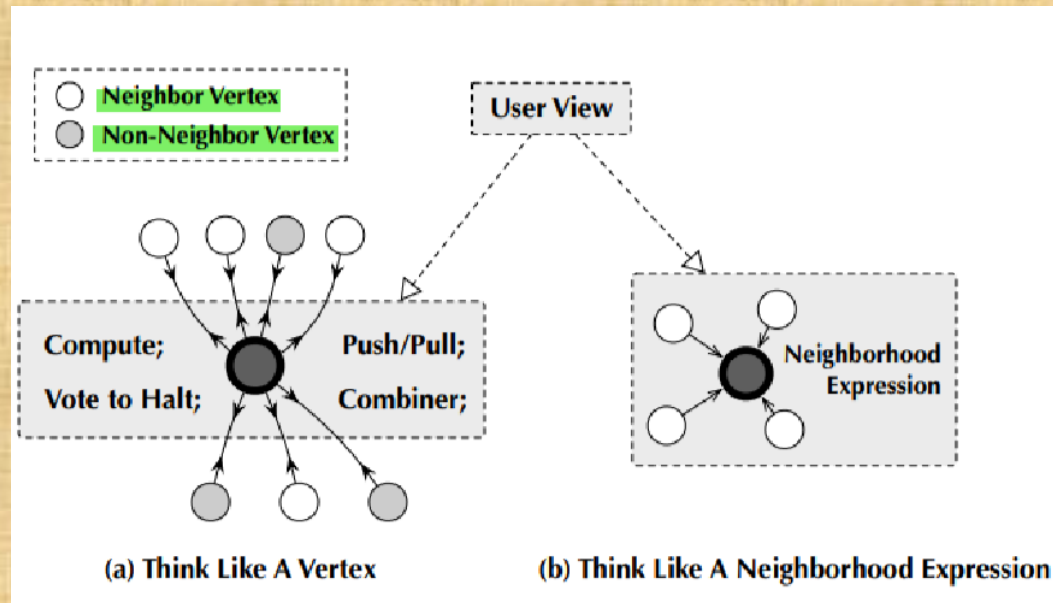 Neighbor Vertex
Non-Neighbor Vertex
User View
Compute;
Push/Pull;
Vote to Halt;
Combiner;
Neighborhood
Expression
(a) Think Like A Vertex
(b) Think Like A Neighborhood Expression